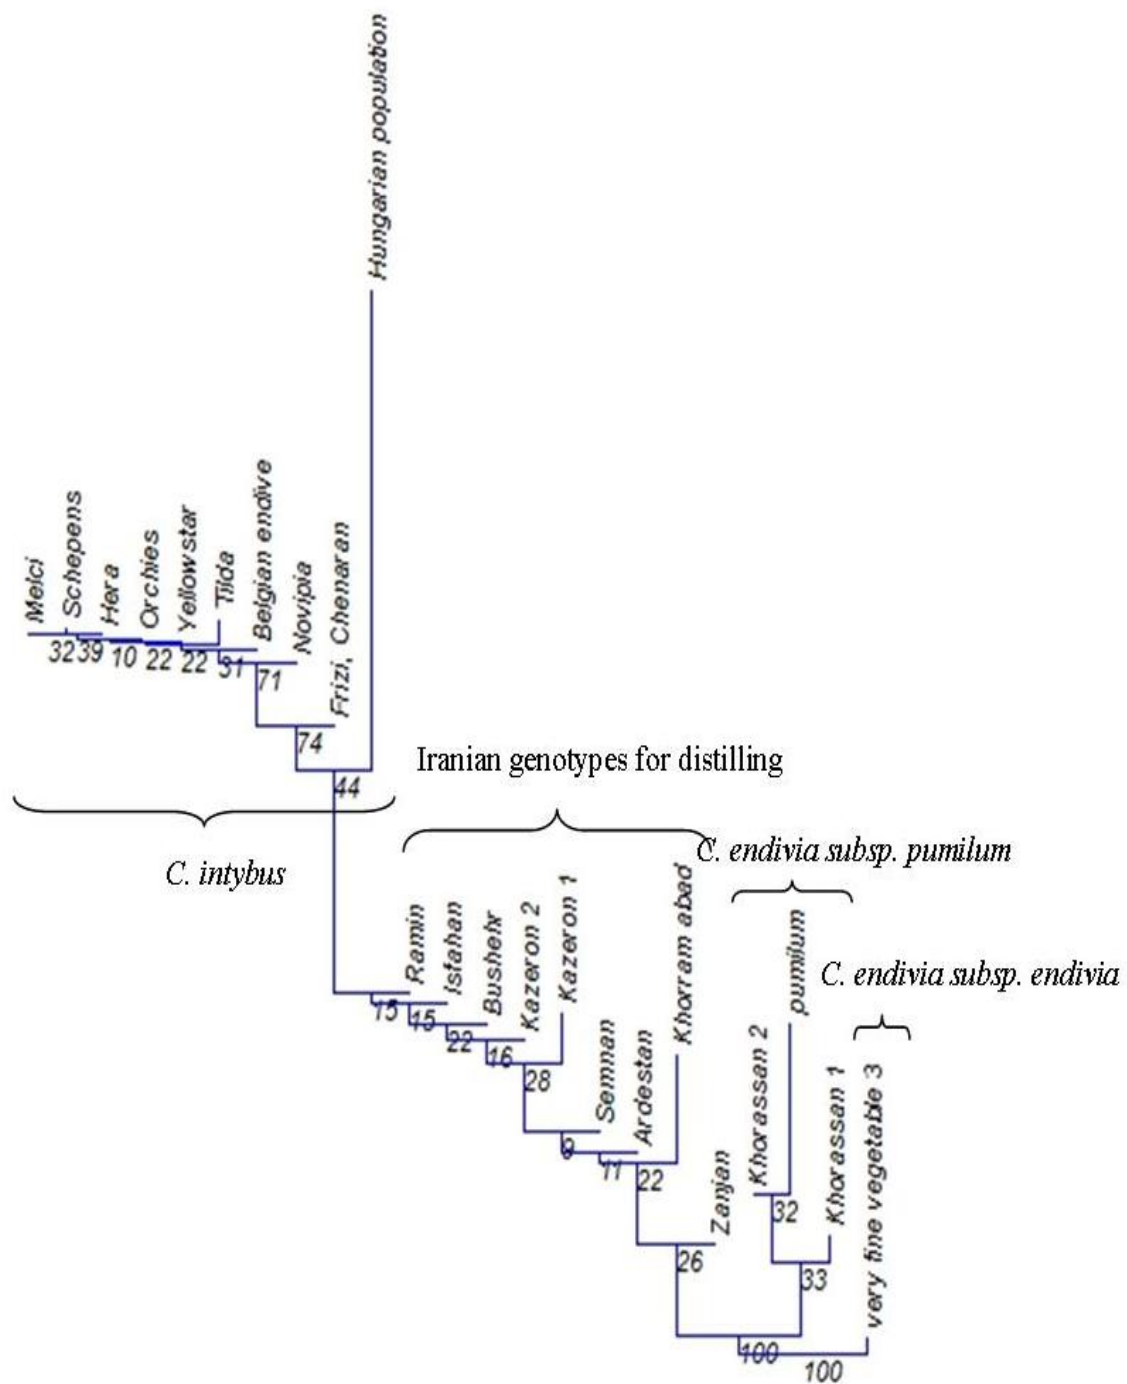 Hungarian population
Melci
Schepens
Hera
Orchies
Yellowstar
Tilda
Belgian endive
Novipia
Frizi, Chenaran
32
39
10
22
22
31
71
74
44
Iranian genotypes for distilling
C. intybus
C. endivia subsp. pumilum
C. endivia subsp. endivia
Ramin
Isfahan
Bushehr
Kazeron 2
Kazeron 1
Semnan
Ardestan
Khorram abad
Zanjan
Khorassan 2
pumilum
Khorassan 1
very fine vegetable 3
15
15
22
16
28
9
11
22
26
32
33
100
100